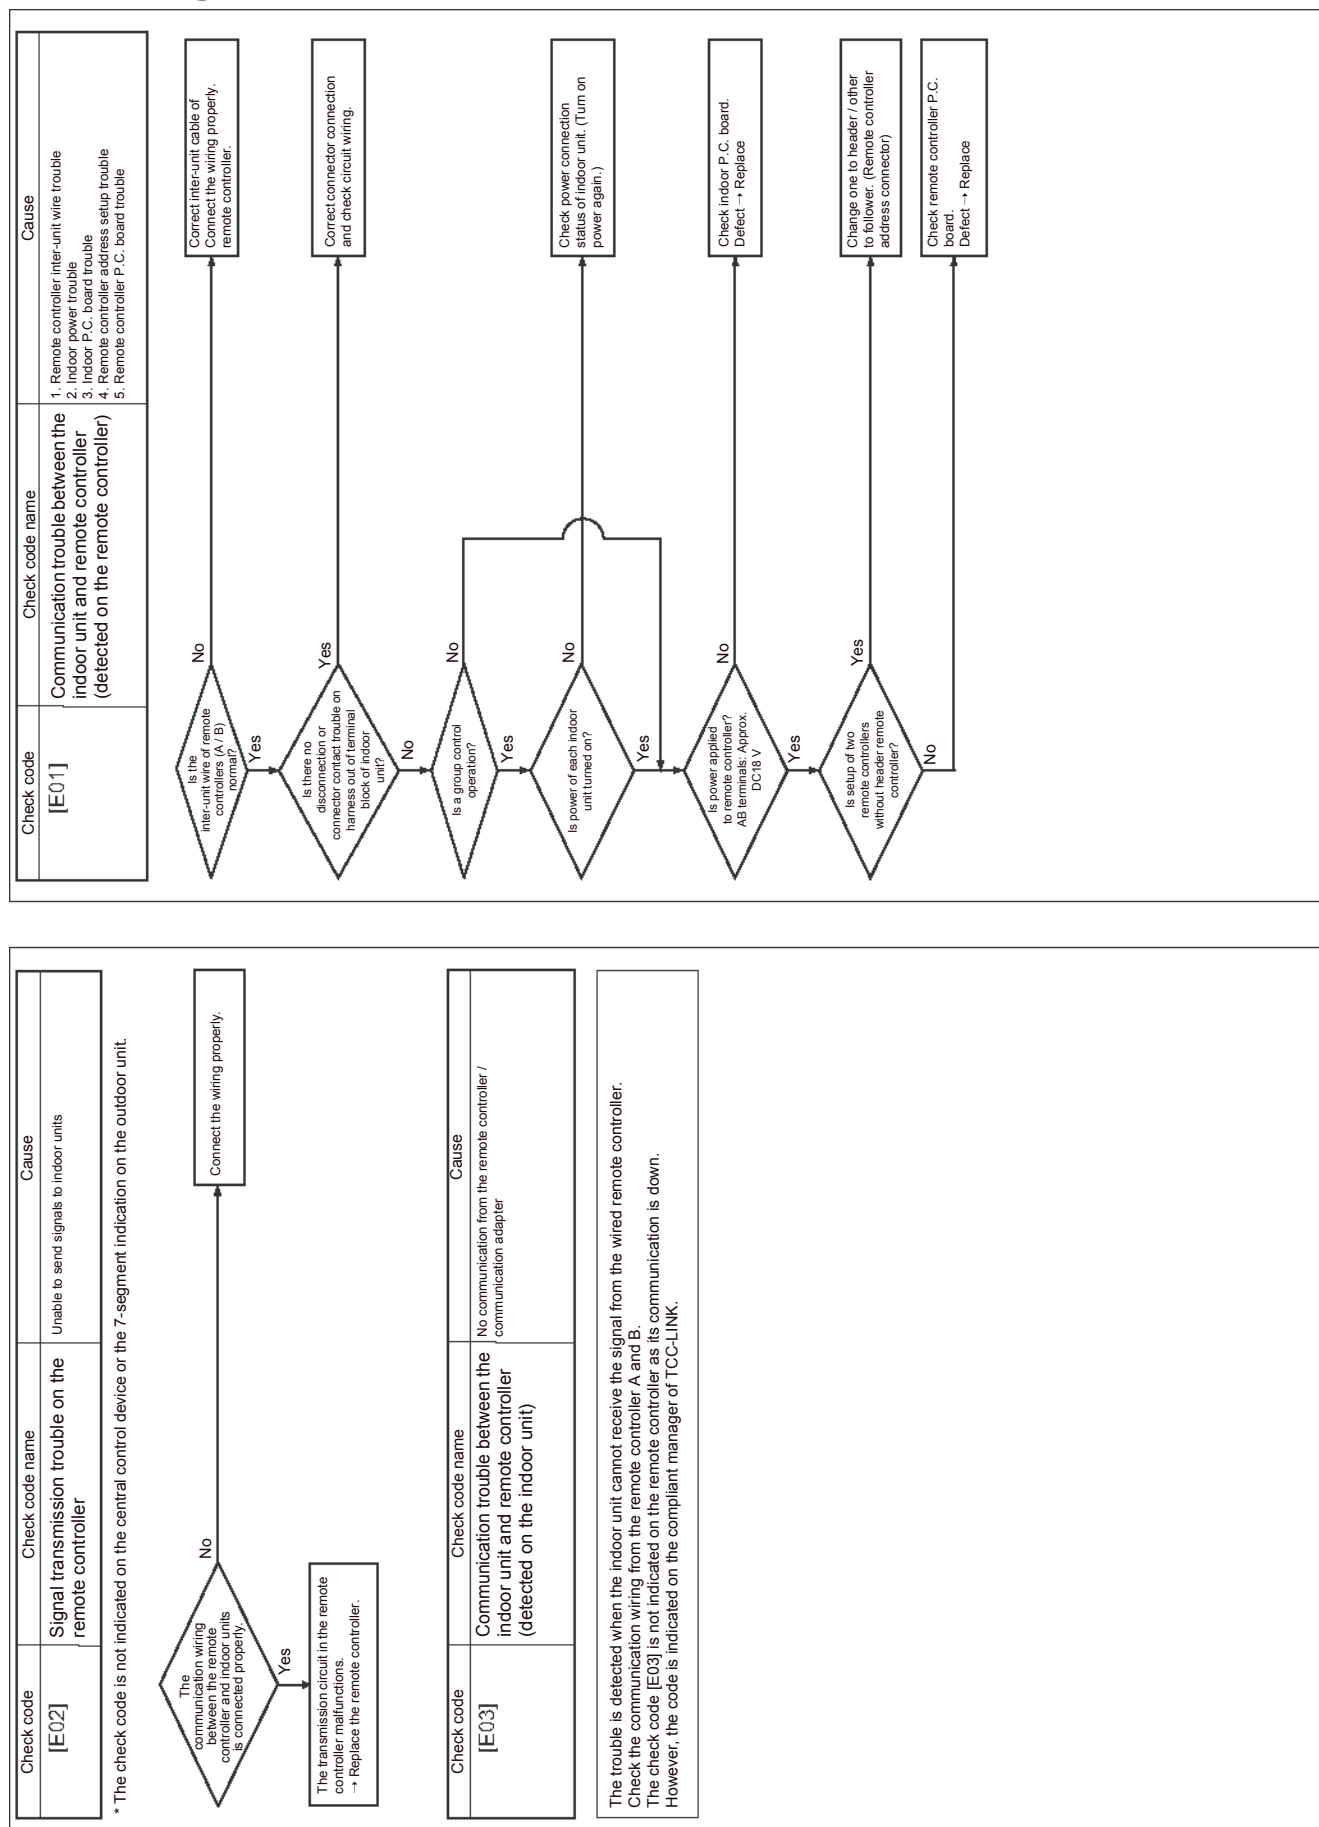 Check code
Check code name
Cause
[E01]
Communication trouble between the
indoor unit and remote controller
(detected on the remote controller)
1. Remote controller inter-unit wire trouble
2. Indoor power trouble
3. Indoor P.C. board trouble
4. Remote controller address setup trouble
5. Remote controller P.C. board trouble
Is the
inter-unit wire of remote
controllers (A / B)
normal?
No
Correct inter-unit cable of
Connect the wiring properly.
remote controller.
Yes
Is there no
disconnection or
connector contact trouble on
harness out of terminal
block of indoor
unit?
Yes
Correct connector connection
and check circuit wiring.
No
Is a group control
operation?
No
Yes
Is power of each indoor
unit turned on?
No
Check power connection
status of indoor unit. (Turn on
power again.)
Yes
Is power applied
to remote controller?
AB terminals: Approx.
DC18 V
No
Check indoor P.C. board.
Defect → Replace
Yes
Is setup of two
remote controllers
without header remote
controller?
Yes
Change one to header / other
to follower. (Remote controller
address connector)
No
Check remote controller P.C.
board.
Defect → Replace
Check code
Check code name
Cause
[E02]
Signal transmission trouble on the
remote controller
Unable to send signals to indoor units
* The check code is not indicated on the central control device or the 7-segment indication on the outdoor unit.
The
communication wiring
between the remote
controller and indoor units
is connected properly.
No
Connect the wiring properly.
Yes
The transmission circuit in the remote
controller malfunctions.
→ Replace the remote controller.
Check code
Check code name
Cause
[E03]
Communication trouble between the
indoor unit and remote controller
(detected on the indoor unit)
No communication from the remote controller /
communication adapter
The trouble is detected when the indoor unit cannot receive the signal from the wired remote controller.
Check the communication wiring from the remote controller A and B.
The check code [E03] is not indicated on the remote controller as its communication is down.
However, the code is indicated on the compliant manager of TCC-LINK.